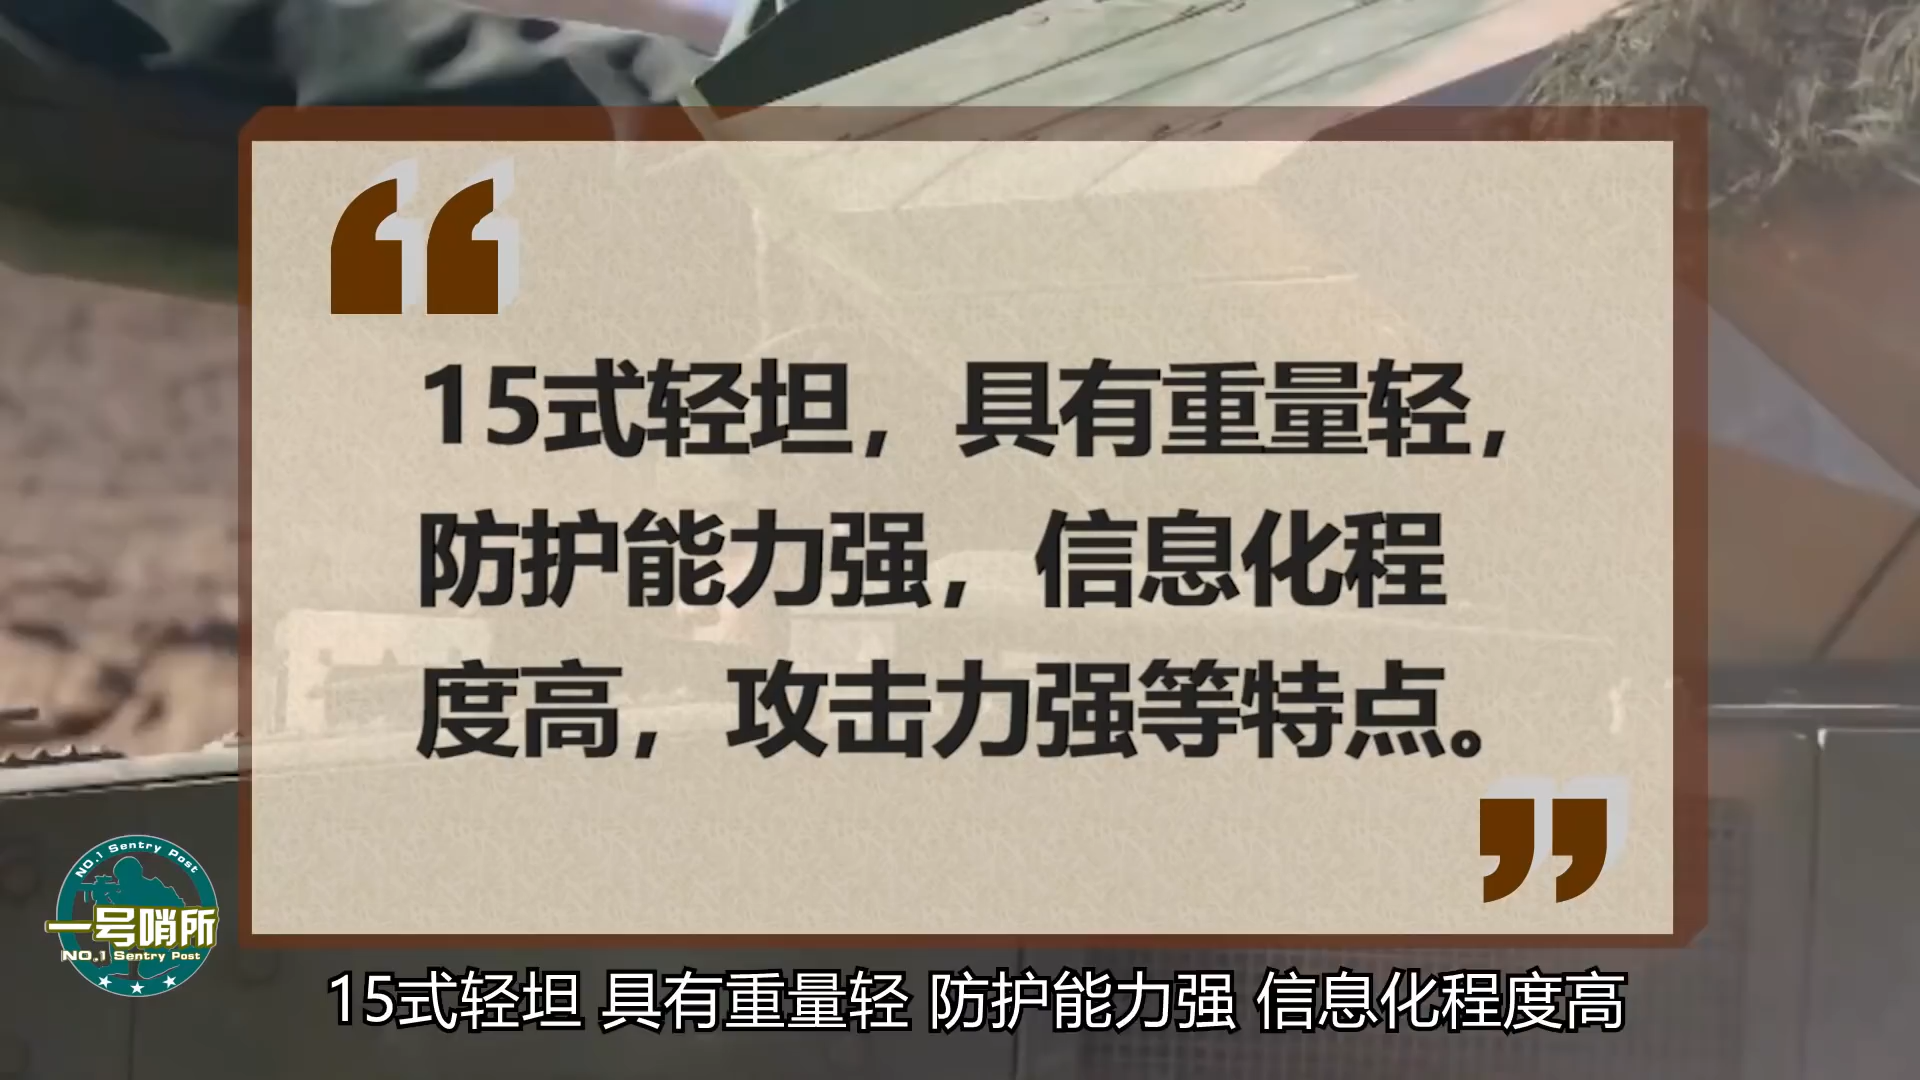 15式轻坦，具有重量轻，
防护能力强，信息化程
度高，攻击力强等特点。
NO.1 Sentry Post
一号哨所
NO.1 Sentry Post
15式轻坦 具有重量轻 防护能力强 信息化程度高